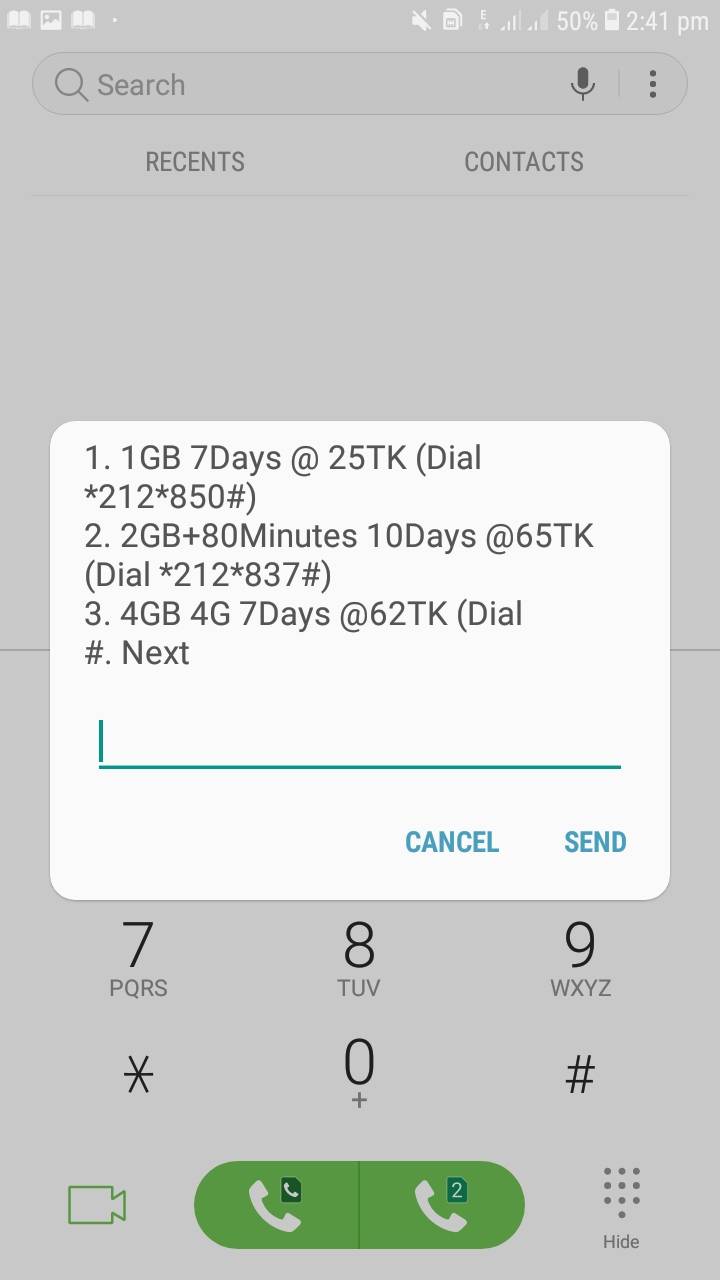 E
50%
2:41 pm
Search
RECENTS
CONTACTS
1. 1GB 7Days @ 25TK (Dial
*212*850#)
2. 2GB+80Minutes 10Days @65TK
(Dial *212*837#)
3. 4GB 4G 7Days @62TK (Dial
#. Next
CANCEL
SEND
7
8
9
PQRS
TUV
WXYZ
*
0
#
+
2
Hide